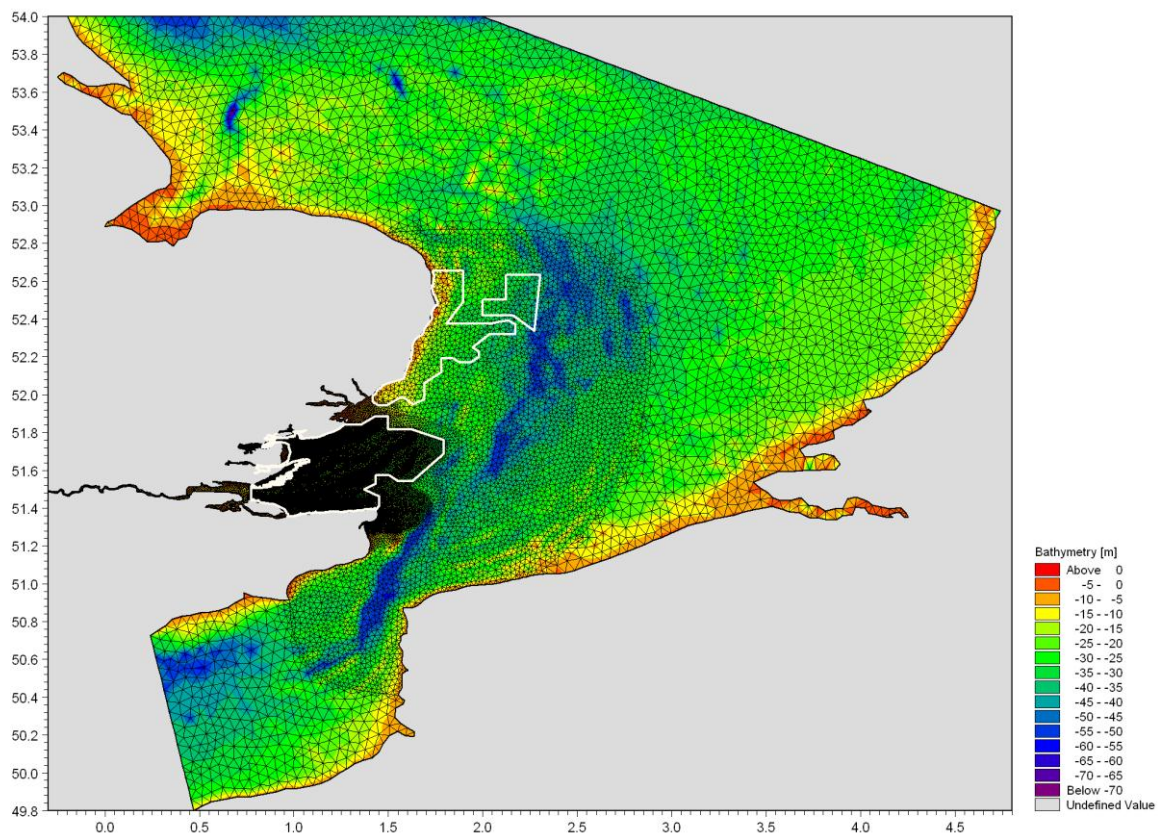 54.0
53.8
53.6
53.4
53.2
53.0
52.8
52.6
52.4
52.2
52.0
51.8
51.6
51.4
51.2
51.0
50.8
50.6
50.4
50.2
50.0
49.8
0.0 0.5 1.0 1.5 2.0 2.5 3.0 3.5 4.0 4.5
Bathymetry [m]
Above 0
-5 - 0
-10 - -5
-15 - -10
-20 - -15
-25 - -20
-30 - -25
-35 - -30
-40 - -35
-45 - -40
-50 - -45
-55 - -50
-60 - -55
-65 - -60
-70 - -65
Below -70
Undefined Value